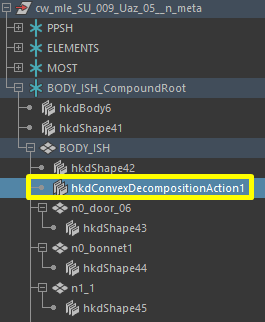 cw_mle_SU_009_Uaz_05__n_meta
PPSH
ELEMENTS
MOST
BODY_ISH_CompoundRoot
hkdBody6
hkdShape41
BODY_ISH
hkdShape42
hkdConvexDecompositionAction1
n0_door_06
hkdShape43
n0_bonnet1
hkdShape44
n1_1
hkdShape45